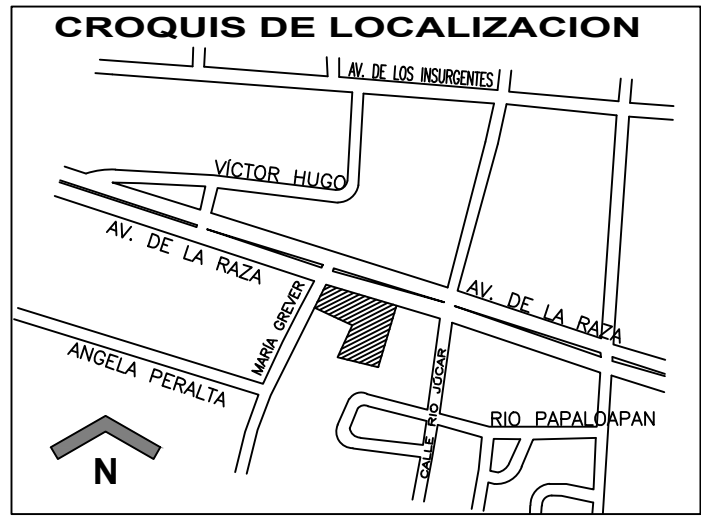 CROQUIS DE LOCALIZACION
AV. DE LOS INSURGENTES
VÍCTOR HUGO
AV. DE LA RAZA
AV. DE LA RAZA
MARÍA GREVER
ANGELA PERALTA
CALLE RIO JÚCAR
RIO PAPALOAPAN
N